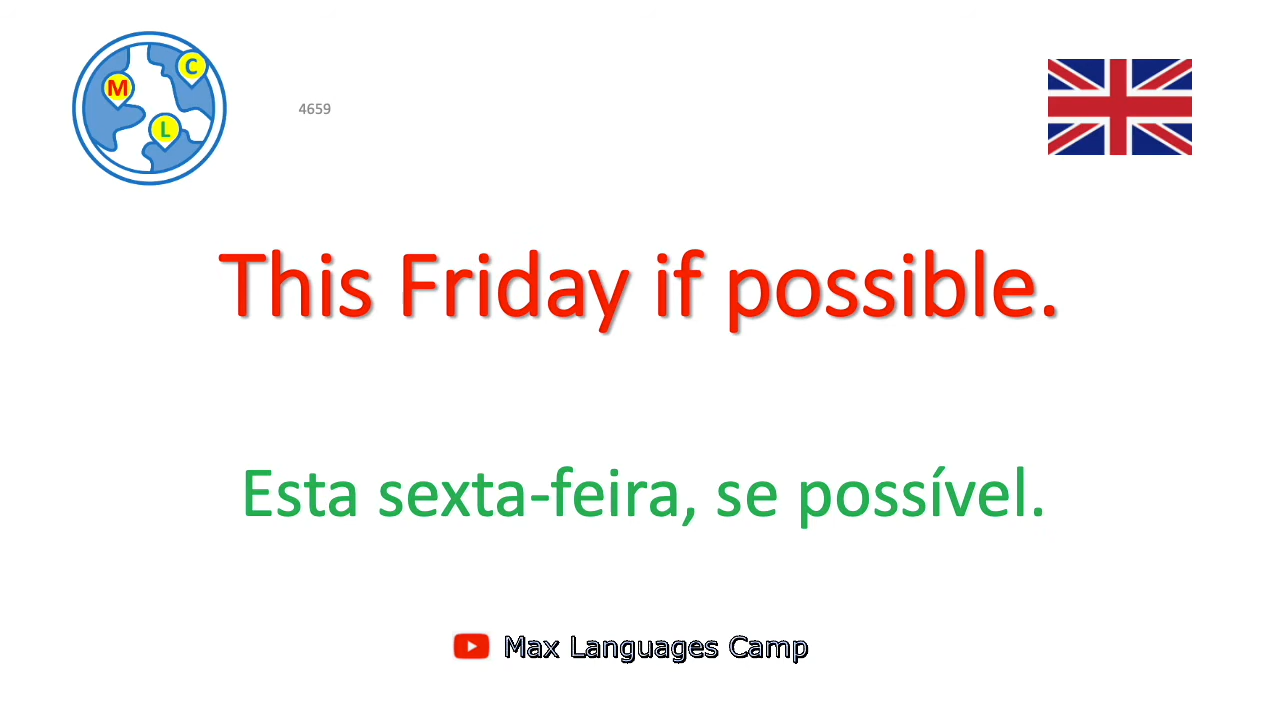 M
C
L
4659
This Friday if possible.
Esta sexta-feira, se possível.
Max Languages Camp